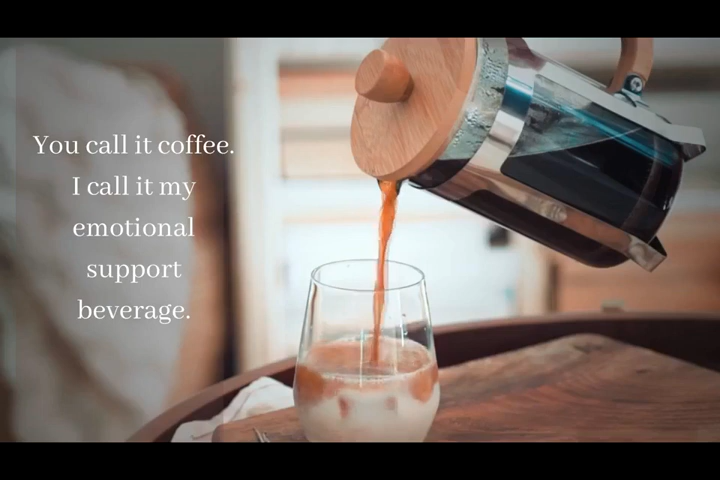 You call it coffee.
I call it my
emotional
support
beverage.